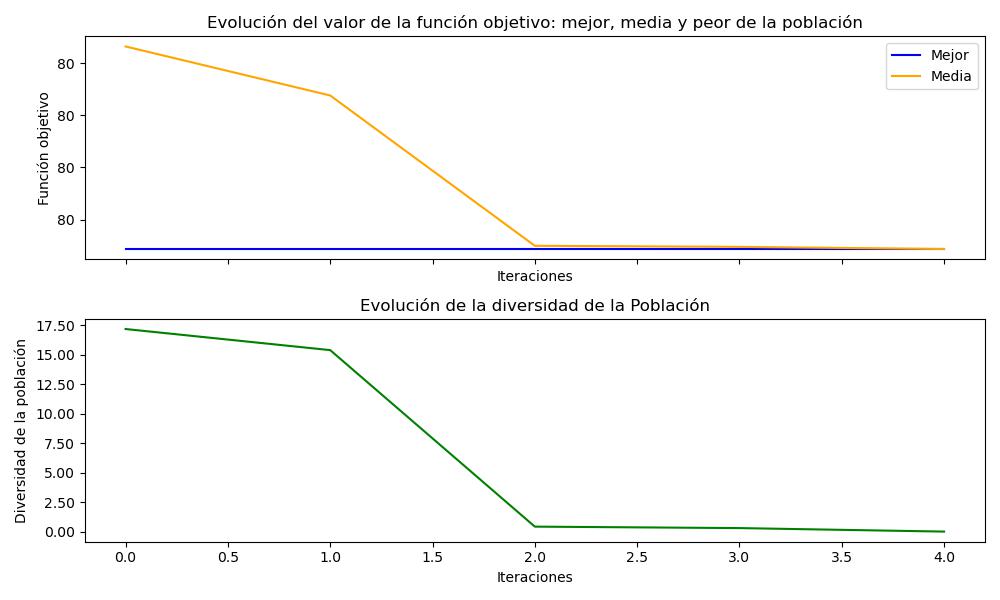 Evolución del valor de la función objetivo: mejor, media y peor de la población
Mejor
Media
Función objetivo
80
80
80
80
Iteraciones
Evolución de la diversidad de la Población
Diversidad de la población
17.50
15.00
12.50
10.00
7.50
5.00
2.50
0.00
0.0 0.5 1.0 1.5 2.0 2.5 3.0 3.5 4.0
Iteraciones